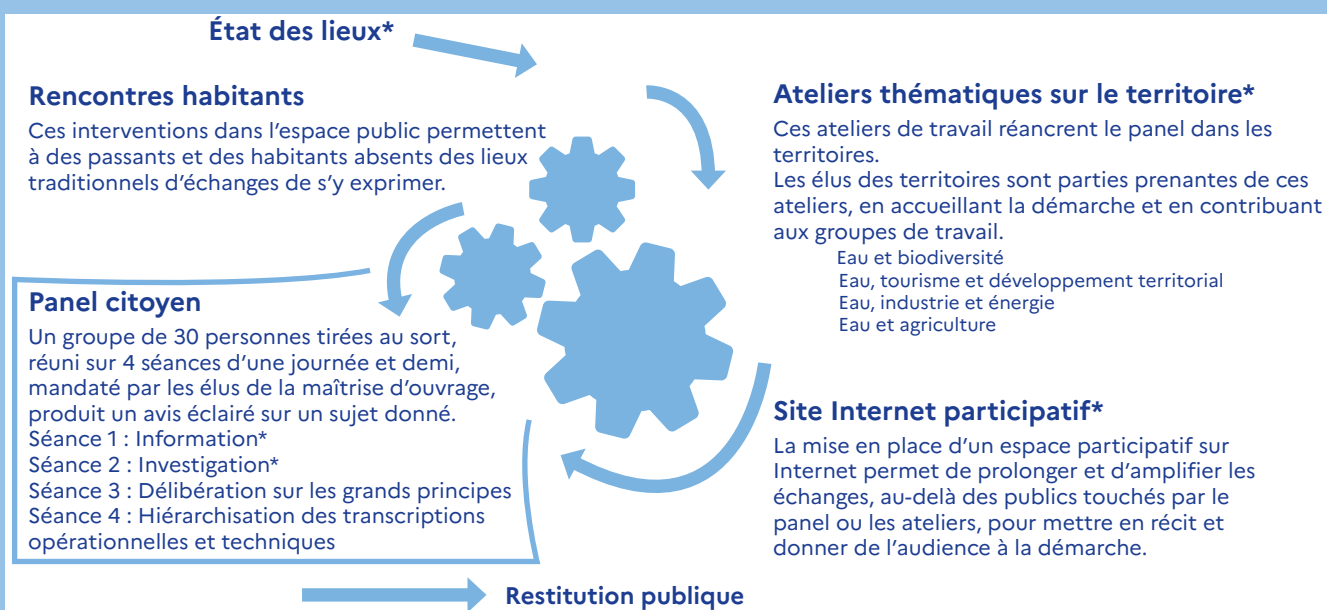 État des lieux*
Rencontres habitants
Ces interventions dans l'espace public permettent
à des passants et des habitants absents des lieux
traditionnels d'échanges de s'y exprimer.
Panel citoyen
Un groupe de 30 personnes tirées au sort,
réuni sur 4 séances d'une journée et demi,
mandaté par les élus de la maîtrise d'ouvrage,
produit un avis éclairé sur un sujet donné.
Séance 1 : Information*
Séance 2 : Investigation*
Séance 3 : Délibération sur les grands principes
Séance 4 : Hiérarchisation des transcriptions
opérationnelles et techniques
Ateliers thématiques sur le territoire*
Ces ateliers de travail réancrent le panel dans les
territoires.
Les élus des territoires sont parties prenantes de ces
ateliers, en accueillant la démarche et en contribuant
aux groupes de travail.
Eau et biodiversité
Eau, tourisme et développement territorial
Eau, industrie et énergie
Eau et agriculture
Site Internet participatif*
La mise en place d'un espace participatif sur
Internet permet de prolonger et d'amplifier les
échanges, au-delà des publics touchés par le
panel ou les ateliers, pour mettre en récit et
donner de l'audience à la démarche.
Restitution publique